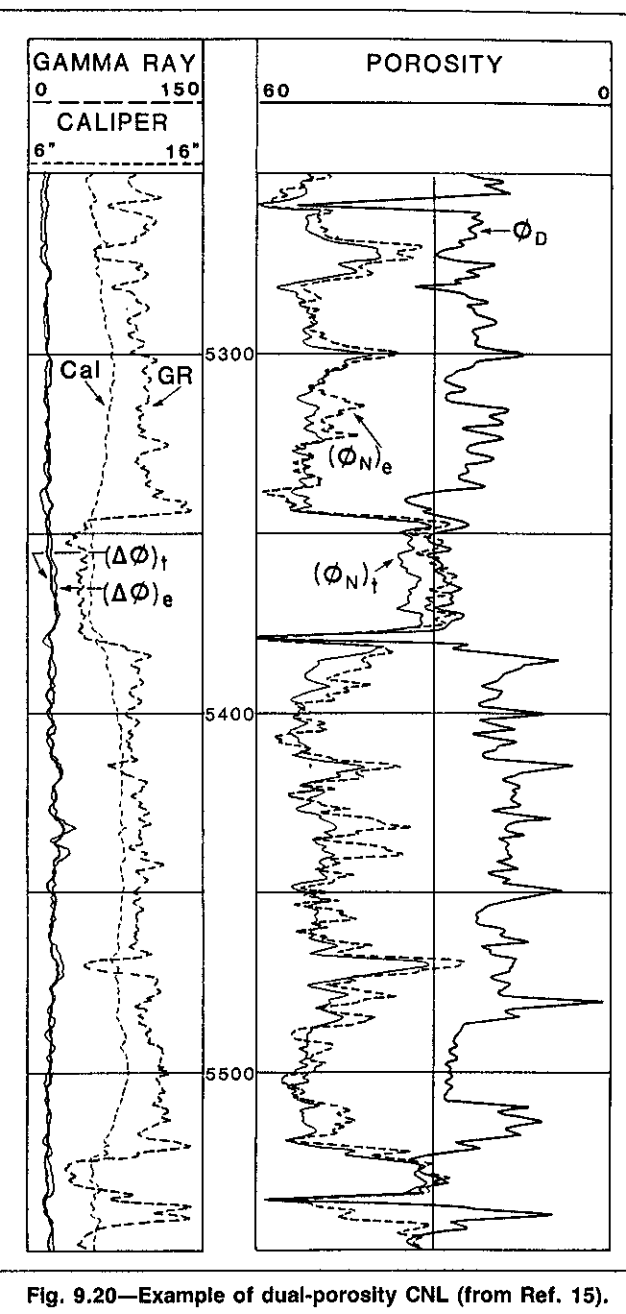 GAMMA RAY
0 150
CALIPER
6" 16"
POROSITY
60 0
ϕD
5300
Cal
GR
(ϕN)e
(Δϕ)t
(Δϕ)e
(ϕN)t
5400
5500
Fig. 9.20—Example of dual-porosity CNL (from Ref. 15).